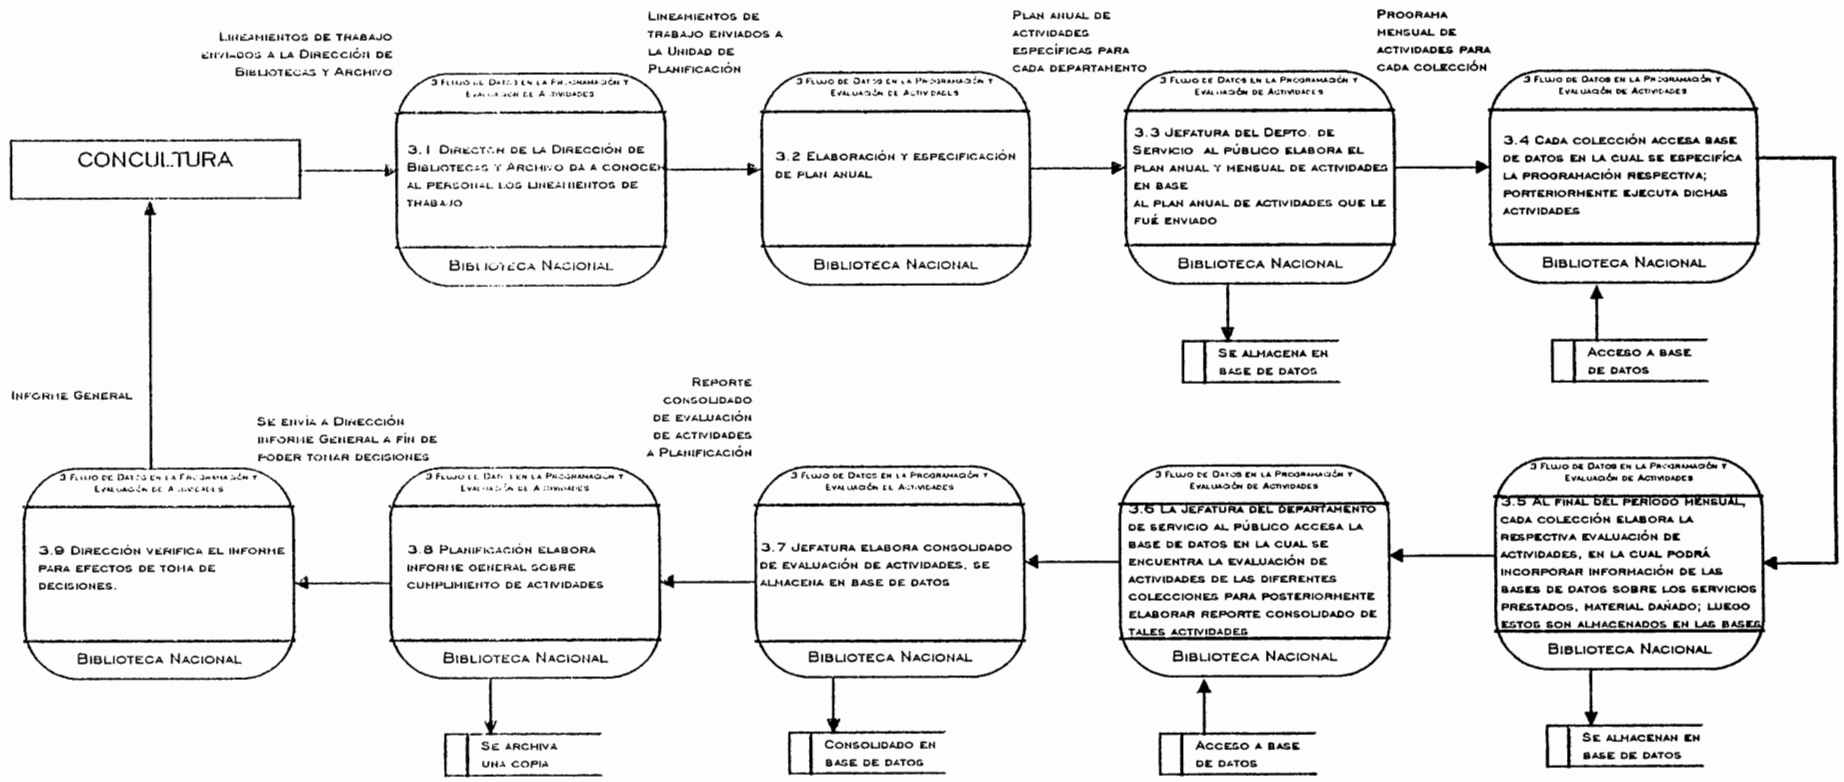 LINEAMIENTOS DE TRABAJO
ENVIADOS A LA DIRECCIÓN DE
BIBLIOTECAS Y ARCHIVO
LINEAMIENTOS DE
TRABAJO ENVIADOS A
LA UNIDAD DE
PLANIFICACIÓN
PLAN ANUAL DE
ACTIVIDADES
ESPECÍFICAS PARA
CADA DEPARTAMENTO
PROGRAMA
MENSUAL DE
ACTIVIDADES PARA
CADA COLECCIÓN
CONCULTURA
3 FLUJO DE DATOS EN LA PROGRAMACIÓN Y
EVALUACIÓN DE ACTIVIDADES
3.1 DIRECTOR DE LA DIRECCIÓN DE
BIBLIOTECAS Y ARCHIVO DA A CONOCER
AL PERSONAL LOS LINEAMIENTOS DE
TRABAJO
BIBLIOTECA NACIONAL
3 FLUJO DE DATOS EN LA PROGRAMACIÓN Y
EVALUACIÓN DE ACTIVIDADES
3.2 ELABORACIÓN Y ESPECIFICACIÓN
DE PLAN ANUAL
BIBLIOTECA NACIONAL
3 FLUJO DE DATOS EN LA PROGRAMACIÓN Y
EVALUACIÓN DE ACTIVIDADES
3.3 JEFATURA DEL DEPTO. DE
SERVICIO AL PÚBLICO ELABORA EL
PLAN ANUAL Y MENSUAL DE ACTIVIDADES
EN BASE
AL PLAN ANUAL DE ACTIVIDADES QUE LE
FUÉ ENVIADO
BIBLIOTECA NACIONAL
3 FLUJO DE DATOS EN LA PROGRAMACIÓN Y
EVALUACIÓN DE ACTIVIDADES
3.4 CADA COLECCIÓN ACCESA BASE
DE DATOS EN LA CUAL SE ESPECIFÍCA
LA PROGRAMACIÓN RESPECTIVA;
PORTERIORMENTE EJECUTA DICHAS
ACTIVIDADES
BIBLIOTECA NACIONAL
SE ALMACENA EN
BASE DE DATOS
ACCESO A BASE
DE DATOS
INFORME GENERAL
SE ENVÍA A DIRECCIÓN
INFORME GENERAL A FÍN DE
PODER TOMAR DECISIONES
REPORTE
CONSOLIDADO
DE EVALUACIÓN
DE ACTIVIDADES
A PLANIFICACIÓN
3 FLUJO DE DATOS EN LA PROGRAMACIÓN Y
EVALUACIÓN DE ACTIVIDADES
3.9 DIRECCIÓN VERIFICA EL INFORME
PARA EFECTOS DE TOMA DE
DECISIONES.
BIBLIOTECA NACIONAL
3 FLUJO DE DATOS EN LA PROGRAMACIÓN Y
EVALUACIÓN DE ACTIVIDADES
3.8 PLANIFICACIÓN ELABORA
INFORME GENERAL SOBRE
CUMPLIMIENTO DE ACTIVIDADES
BIBLIOTECA NACIONAL
3 FLUJO DE DATOS EN LA PROGRAMACIÓN Y
EVALUACIÓN DE ACTIVIDADES
3.7 JEFATURA ELABORA CONSOLIDADO
DE EVALUACIÓN DE ACTIVIDADES, SE
ALMACENA EN BASE DE DATOS
BIBLIOTECA NACIONAL
3 FLUJO DE DATOS EN LA PROGRAMACIÓN Y
EVALUACIÓN DE ACTIVIDADES
3.6 LA JEFATURA DEL DEPARTAMENTO
DE SERVICIO AL PÚBLICO ACCESA LA
BASE DE DATOS EN LA CUAL SE
ENCUENTRA LA EVALUACIÓN DE
ACTIVIDADES DE LAS DIFERENTES
COLECCIONES PARA POSTERIORMENTE
ELABORAR REPORTE CONSOLIDADO DE
TALES ACTIVIDADES
BIBLIOTECA NACIONAL
3 FLUJO DE DATOS EN LA PROGRAMACIÓN Y
EVALUACIÓN DE ACTIVIDADES
3.5 AL FINAL DEL PERÍODO MENSUAL,
CADA COLECCIÓN ELABORA LA
RESPECTIVA EVALUACIÓN DE
ACTIVIDADES, EN LA CUAL PODRÁ
INCORPORAR INFORMACIÓN DE LAS
BASES DE DATOS SOBRE LOS SERVICIOS
PRESTADOS, MATERIAL DAÑADO; LUEGO
ESTOS SON ALMACENADOS EN LAS BASES
BIBLIOTECA NACIONAL
SE ARCHIVA
UNA COPIA
CONSOLIDADO EN
BASE DE DATOS
ACCESO A BASE
DE DATOS
SE ALMACENAN EN
BASE DE DATOS